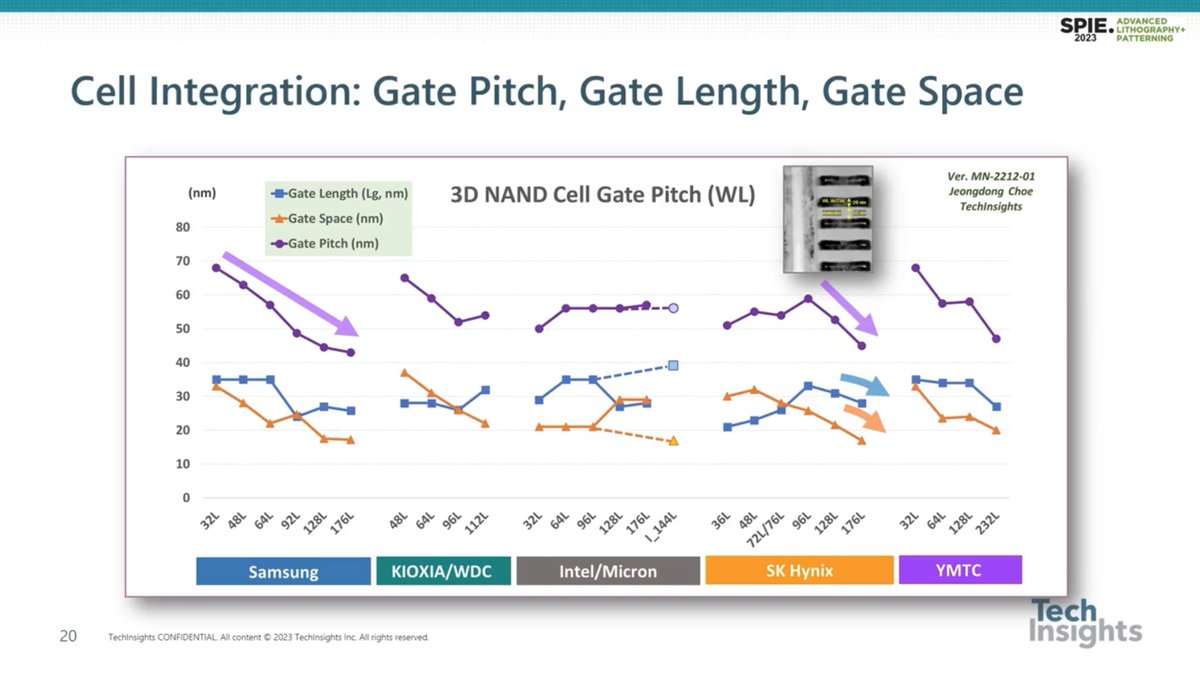 SPIE. ADVANCED
2023 LITHOGRAPHY+
PATTERNING
Cell Integration: Gate Pitch, Gate Length, Gate Space
(nm)
Gate Length (Lg, nm)
Gate Space (nm)
Gate Pitch (nm)
3D NAND Cell Gate Pitch (WL)
Ver. MN-2212-01
Jeongdong Choe
TechInsights
80
70
60
50
40
30
20
10
0
32L 48L 64L 92L 128L 176L
48L 64L 96L 112L
32L 64L 96L 128L 176L I_144L
36L 48L 72L/76L 96L 128L 176L
32L 64L 128L 232L
Samsung
KIOXIA/WDC
Intel/Micron
SK Hynix
YMTC
20
TechInsights CONFIDENTIAL. All content © 2023 TechInsights Inc. All rights reserved.
Tech
Insights